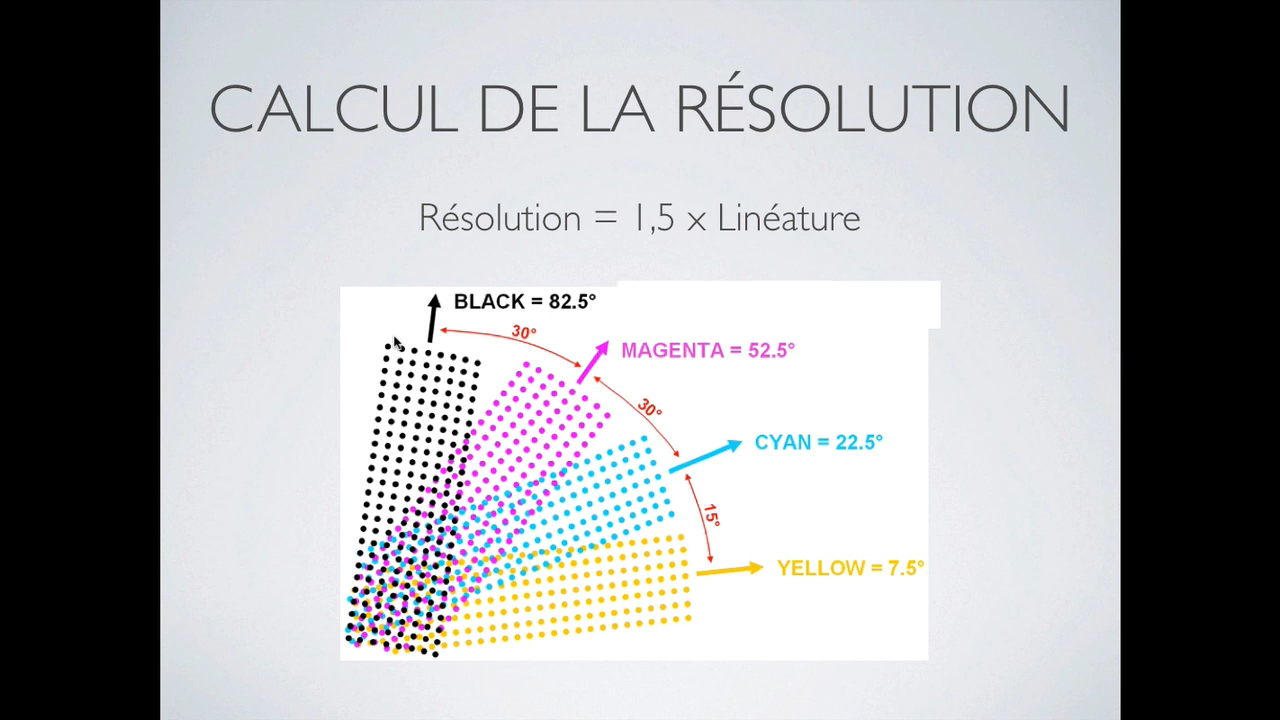 CALCUL DE LA RÉSOLUTION
Résolution = 1,5 x Linéature
BLACK = 82.5°
30°
MAGENTA = 52.5°
30°
CYAN = 22.5°
15°
YELLOW = 7.5°